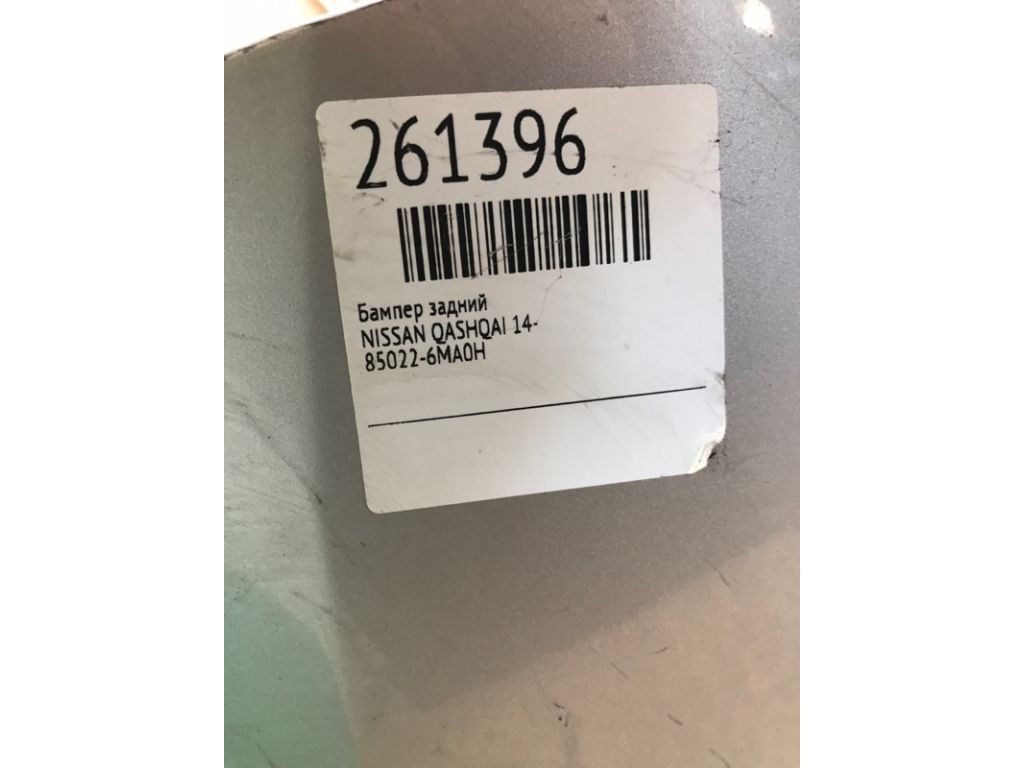 261396
Бампер задний
NISSAN QASHQAI 14-
85022-6MA0H